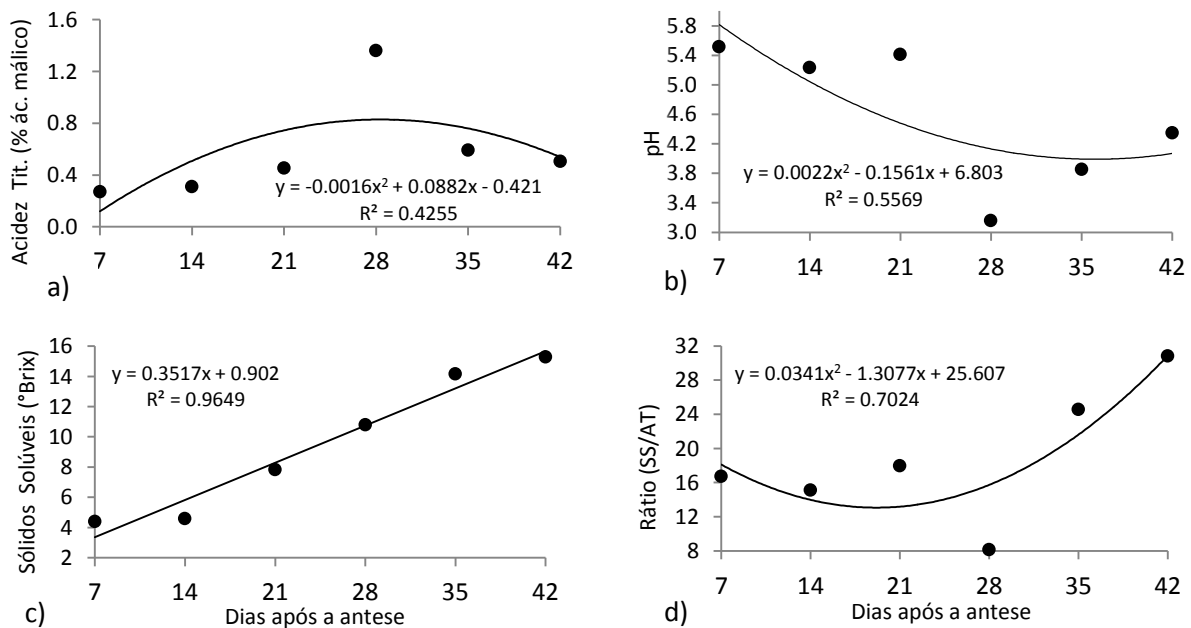 Acidez Tit. (% ác. málico)
1.6
1.2
0.8
0.4
0.0
y = -0.0016x² + 0.0882x - 0.421
R² = 0.4255
7 14 21 28 35 42
a)
pH
5.8
5.4
5.0
4.6
4.2
3.8
3.4
3.0
y = 0.0022x² - 0.1561x + 6.803
R² = 0.5569
7 14 21 28 35 42
b)
Sólidos Solúveis (°Brix)
16
14
12
10
8
6
4
2
y = 0.3517x + 0.902
R² = 0.9649
7 14 21 28 35 42
Dias após a antese
c)
Rátio (SS/AT)
32
28
24
20
16
12
8
y = 0.0341x² - 1.3077x + 25.607
R² = 0.7024
7 14 21 28 35 42
Dias após a antese
d)